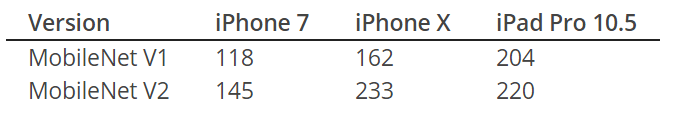 Version iPhone 7 iPhone X iPad Pro 10.5
MobileNet V1 118 162 204
MobileNet V2 145 233 220